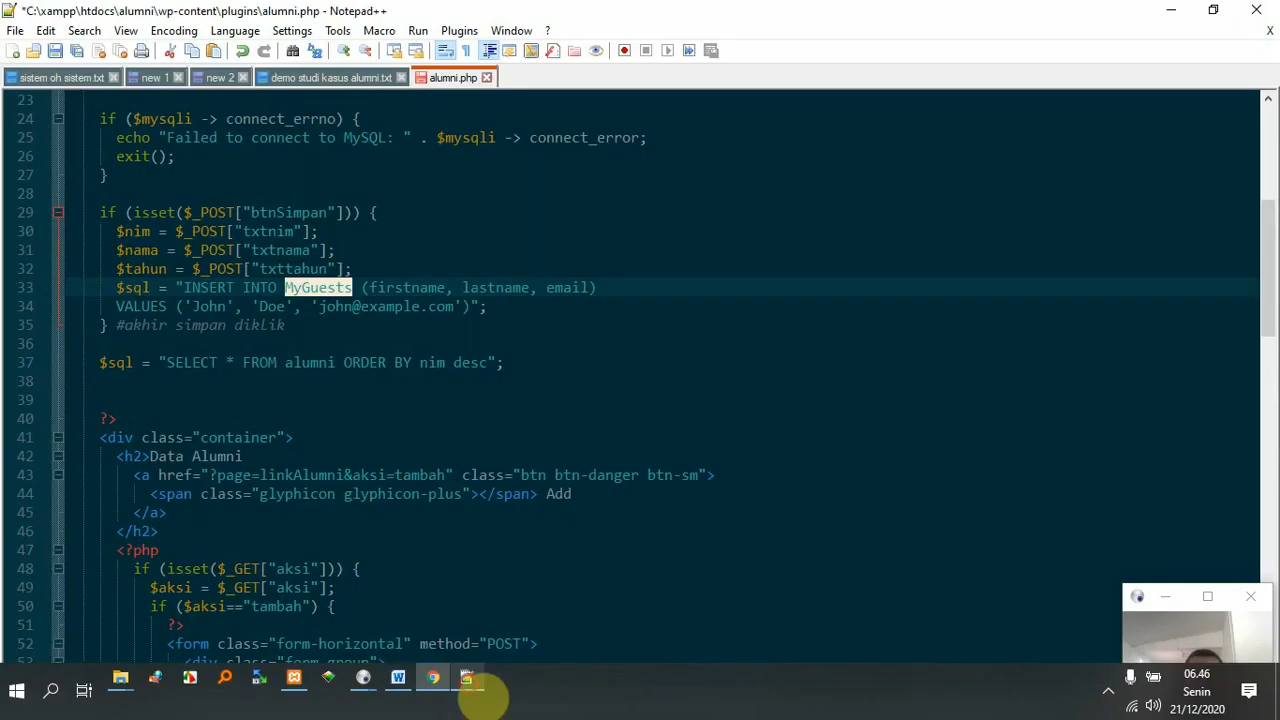 *C:\xampp\htdocs\alumni\wp-content\plugins\alumni.php - Notepad++
File Edit Search View Encoding Language Settings Tools Macro Run Plugins Window ? X
sistem oh sistem.txt new 1 new 2 demo studi kasus alumni.txt alumni.php
23
24 if ($mysqli -> connect_errno) {
25 echo "Failed to connect to MySQL: " . $mysqli -> connect_error;
26 exit();
27 }
28
29 if (isset($_POST["btnSimpan"])) {
30 $nim = $_POST["txtnim"];
31 $nama = $_POST["txtnama"];
32 $tahun = $_POST["txttahun"];
33 $sql = "INSERT INTO MyGuests (firstname, lastname, email)
34 VALUES ('John', 'Doe', 'john@example.com')";
35 } #akhir simpan diklik
36
37 $sql = "SELECT * FROM alumni ORDER BY nim desc";
38
39
40 ?>
41 <div class="container">
42 <h2>Data Alumni
43 <a href="?page=linkAlumni&aksi=tambah" class="btn btn-danger btn-sm">
44 <span class="glyphicon glyphicon-plus"></span> Add
45 </a>
46 </h2>
47 <?php
48 if (isset($_GET["aksi"])) {
49 $aksi = $_GET["aksi"];
50 if ($aksi=="tambah") {
51 ?>
52 <form class="form-horizontal" method="POST">
53 <div class="form-group">
06.46
Senin
21/12/2020